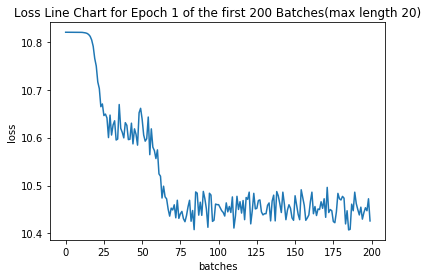 Loss Line Chart for Epoch 1 of the first 200 Batches(max length 20)
10.8
10.7
10.6
10.5
10.4
loss
0 25 50 75 100 125 150 175 200
batches